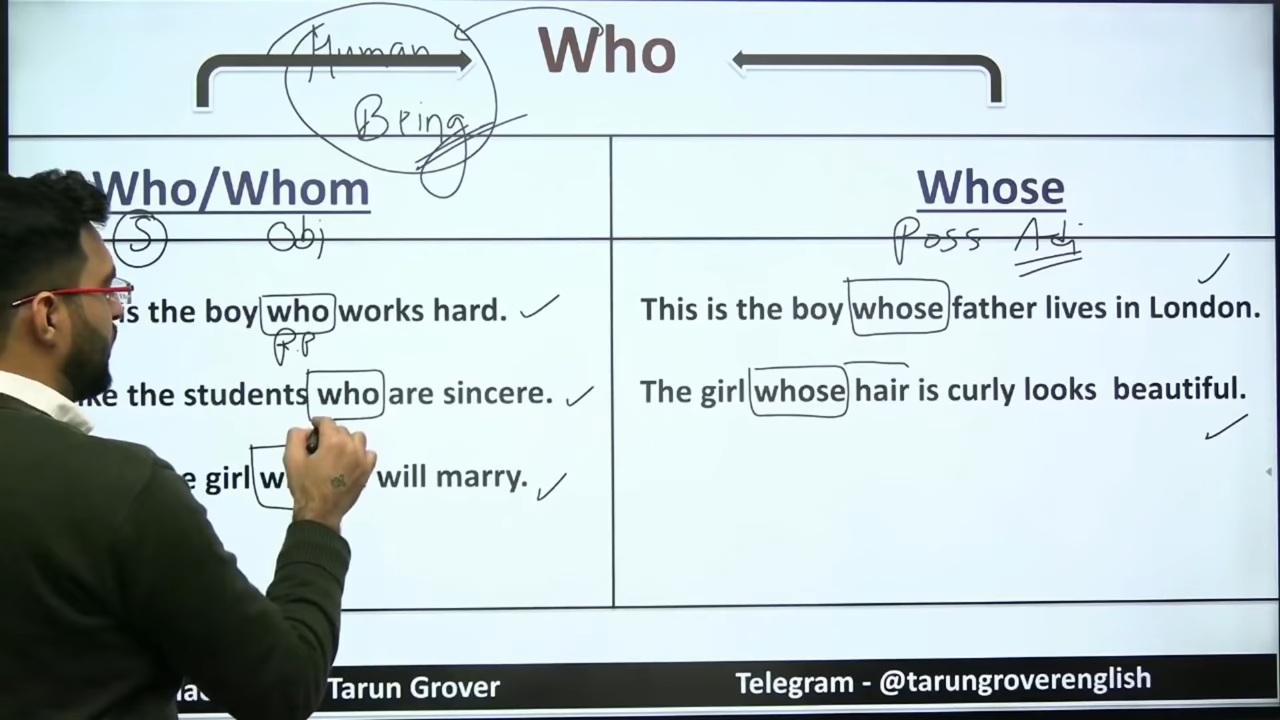 Human
Who
Being
Who/Whom
Whose
S
Obj
Poss Adj
is the boy who works hard.
This is the boy whose father lives in London.
P.P
the students who are sincere.
The girl whose hair is curly looks beautiful.
girl will marry.
Tarun Grover
Telegram - @tarungroverenglish